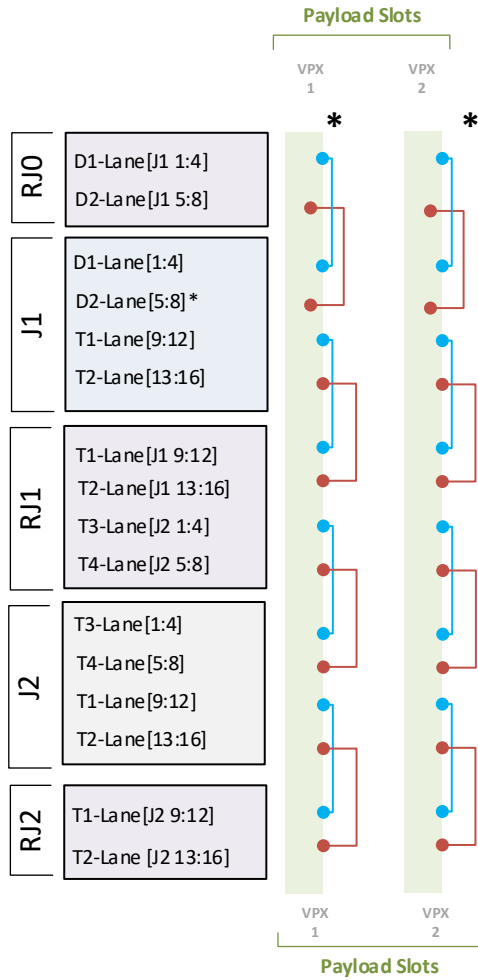 Payload Slots
VPX
1
VPX
2
*
*
RJ0
D1-Lane[J1 1:4]
D2-Lane[J1 5:8]
J1
D1-Lane[1:4]
D2-Lane[5:8]*
T1-Lane[9:12]
T2-Lane[13:16]
RJ1
T1-Lane[J1 9:12]
T2-Lane[J1 13:16]
T3-Lane[J2 1:4]
T4-Lane[J2 5:8]
J2
T3-Lane[1:4]
T4-Lane[5:8]
T1-Lane[9:12]
T2-Lane[13:16]
RJ2
T1-Lane[J2 9:12]
T2-Lane [J2 13:16]
VPX
1
VPX
2
Payload Slots